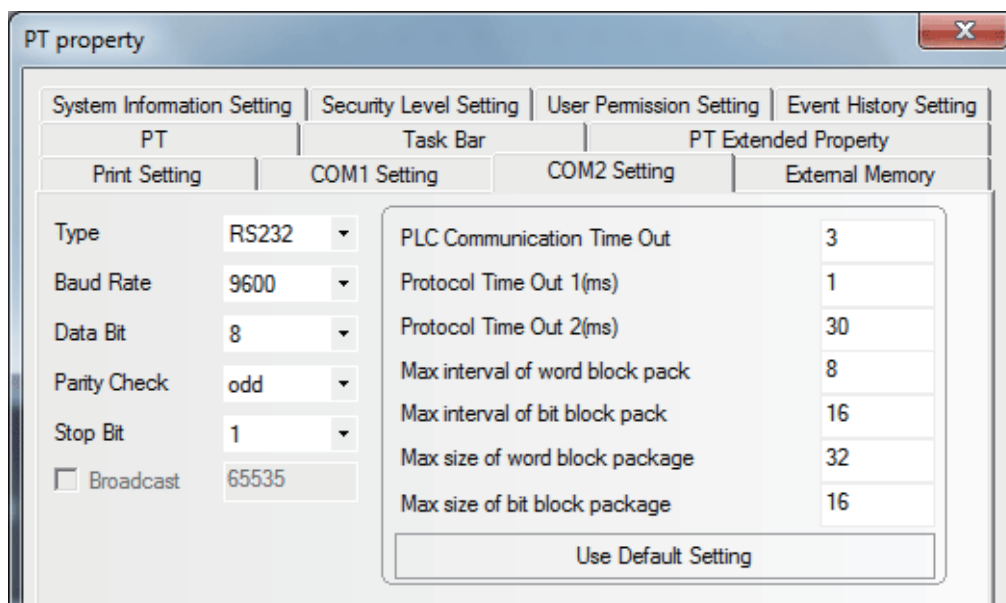 PT property
System Information Setting Security Level Setting User Permission Setting Event History Setting
PT Task Bar PT Extended Property
Print Setting COM1 Setting COM2 Setting External Memory
Type RS232
Baud Rate 9600
Data Bit 8
Parity Check odd
Stop Bit 1
Broadcast 65535
PLC Communication Time Out 3
Protocol Time Out 1(ms) 1
Protocol Time Out 2(ms) 30
Max interval of word block pack 8
Max interval of bit block pack 16
Max size of word block package 32
Max size of bit block package 16
Use Default Setting